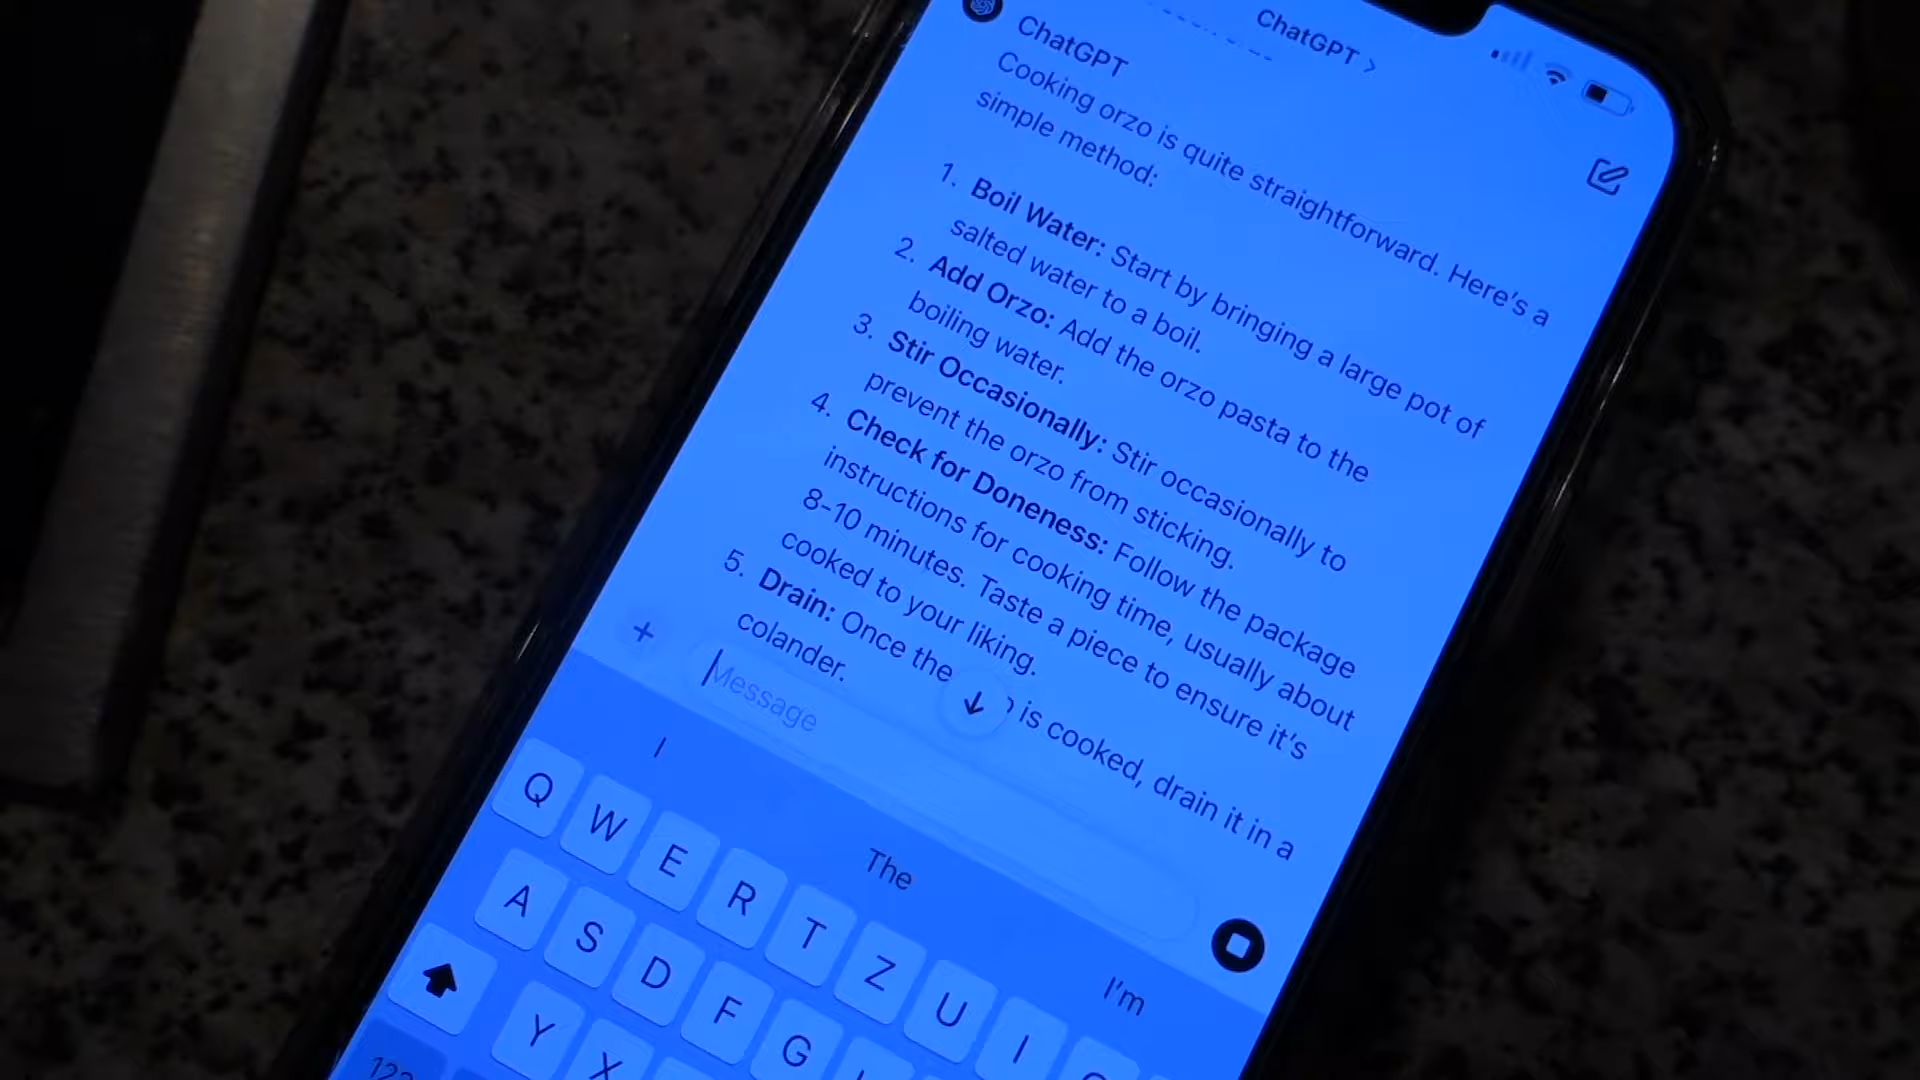 ChatGPT >
ChatGPT
Cooking orzo is quite straightforward. Here's a
simple method:
1. Boil Water: Start by bringing a large pot of
salted water to a boil.
2. Add Orzo: Add the orzo pasta to the
boiling water.
3. Stir Occasionally: Stir occasionally to
prevent the orzo from sticking.
4. Check for Doneness: Follow the package
instructions for cooking time, usually about
8-10 minutes. Taste a piece to ensure it's
cooked to your liking.
5. Drain: Once the is cooked, drain it in a
colander.
Message
I The I'm
Q W E R T Z U I
A S D F G
Y X
123